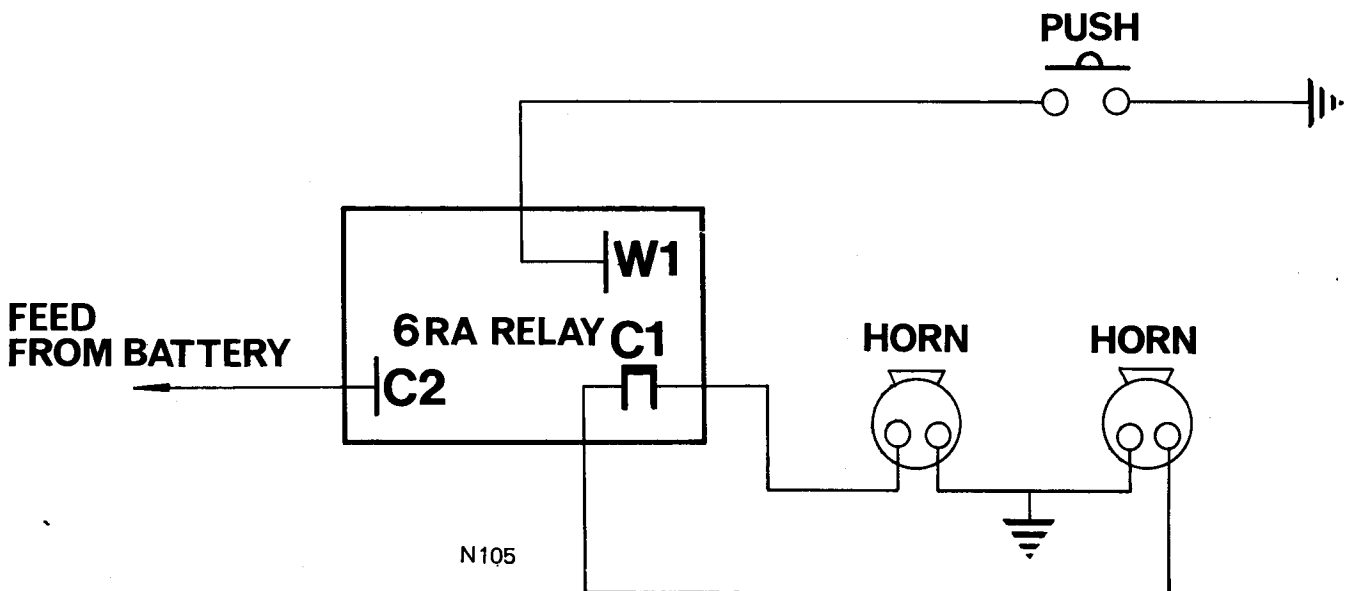 PUSH
W1
6RA RELAY
C1
FEED
FROM BATTERY
C2
HORN
HORN
N105